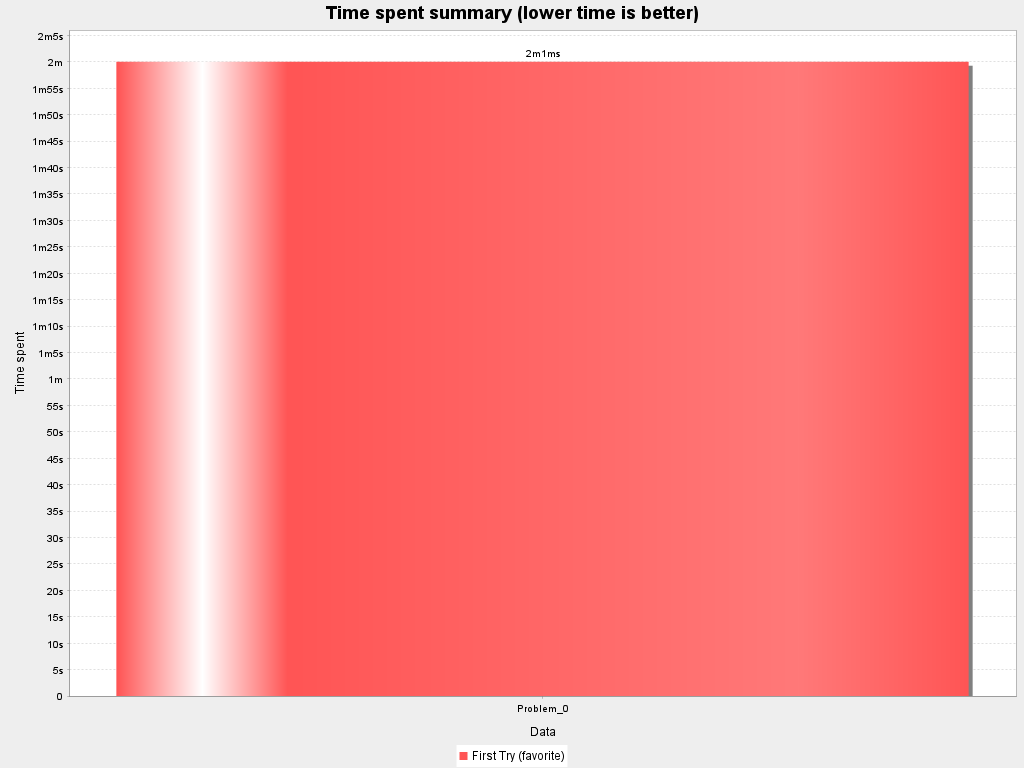 Time spent summary (lower time is better)
2m5s
2m
1m55s
1m50s
1m45s
1m40s
1m35s
1m30s
1m25s
1m20s
1m15s
1m10s
1m5s
1m
55s
50s
45s
40s
35s
30s
25s
20s
15s
10s
5s
0
Time spent
2m1ms
Problem_0
Data
First Try (favorite)